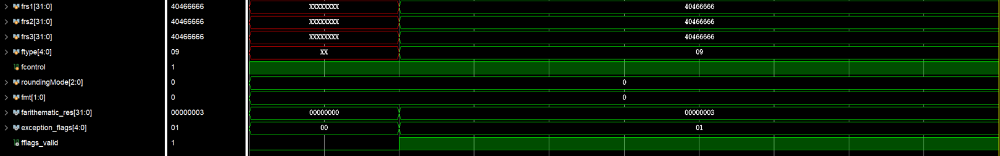 frs1[31:0] 40466666 XXXXXXXX 40466666
frs2[31:0] 40466666 XXXXXXXX 40466666
frs3[31:0] 40466666 XXXXXXXX 40466666
ftype[4:0] 09 XX 09
fcontrol 1
roundingMode[2:0] 0 0
fmt[1:0] 0 0
farithematic_res[31:0] 00000003 00000000 00000003
exception_flags[4:0] 01 00 01
fflags_valid 1